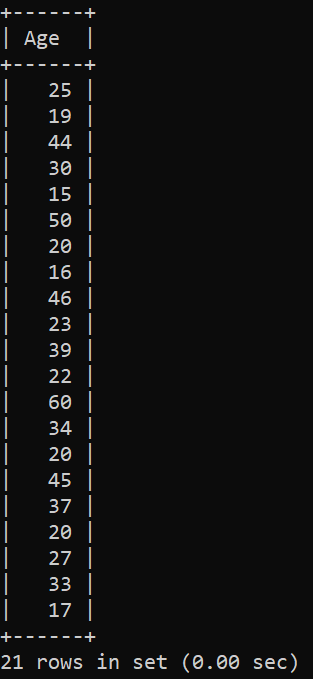 +------+
| Age  |
+------+
|   25 |
|   19 |
|   44 |
|   30 |
|   15 |
|   50 |
|   20 |
|   16 |
|   46 |
|   23 |
|   39 |
|   22 |
|   60 |
|   34 |
|   20 |
|   45 |
|   37 |
|   20 |
|   27 |
|   33 |
|   17 |
+------+
21 rows in set (0.00 sec)